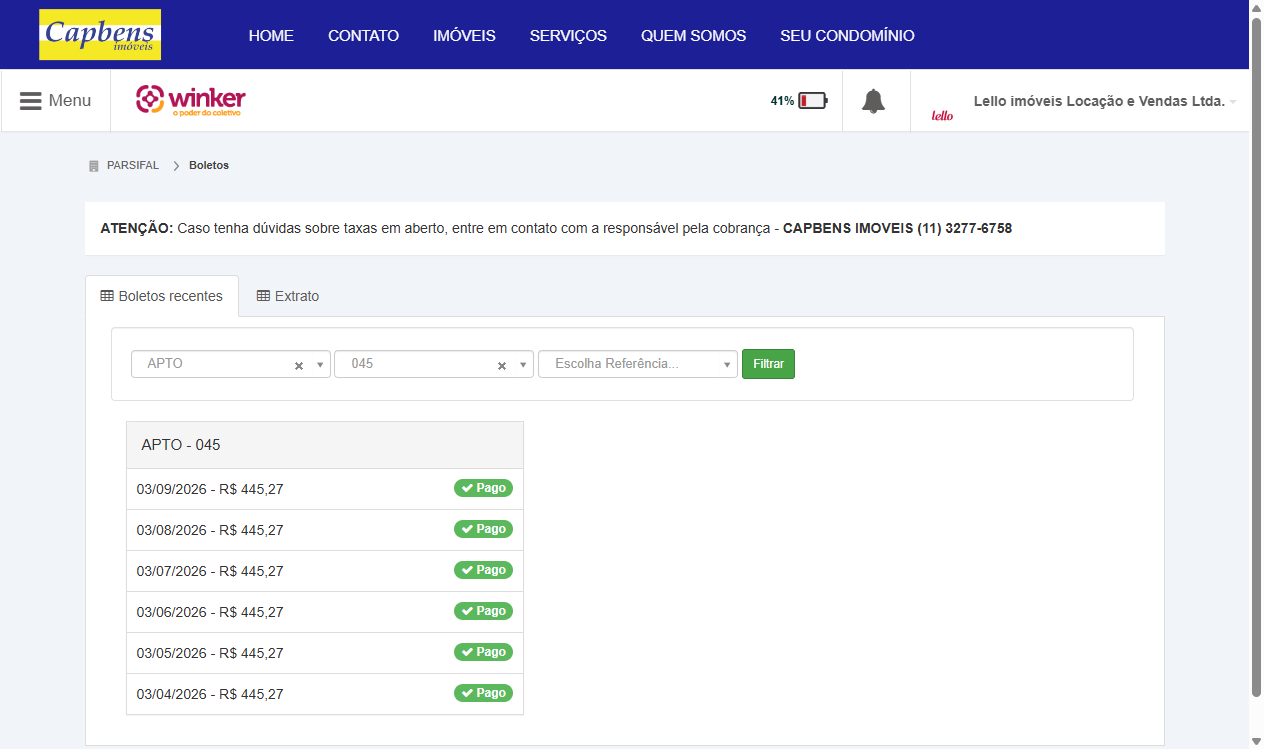 Capbens
imóveis
HOME CONTATO IMÓVEIS SERVIÇOS QUEM SOMOS SEU CONDOMÍNIO
Menu
winker
o poder do coletivo
41%
lello
Lello imóveis Locação e Vendas Ltda.
PARSIFAL > Boletos
ATENÇÃO: Caso tenha dúvidas sobre taxas em aberto, entre em contato com a responsável pela cobrança - CAPBENS IMOVEIS (11) 3277-6758
Boletos recentes Extrato
APTO × 045 × Escolha Referência... Filtrar
APTO - 045
03/09/2026 - R$ 445,27 Pago
03/08/2026 - R$ 445,27 Pago
03/07/2026 - R$ 445,27 Pago
03/06/2026 - R$ 445,27 Pago
03/05/2026 - R$ 445,27 Pago
03/04/2026 - R$ 445,27 Pago